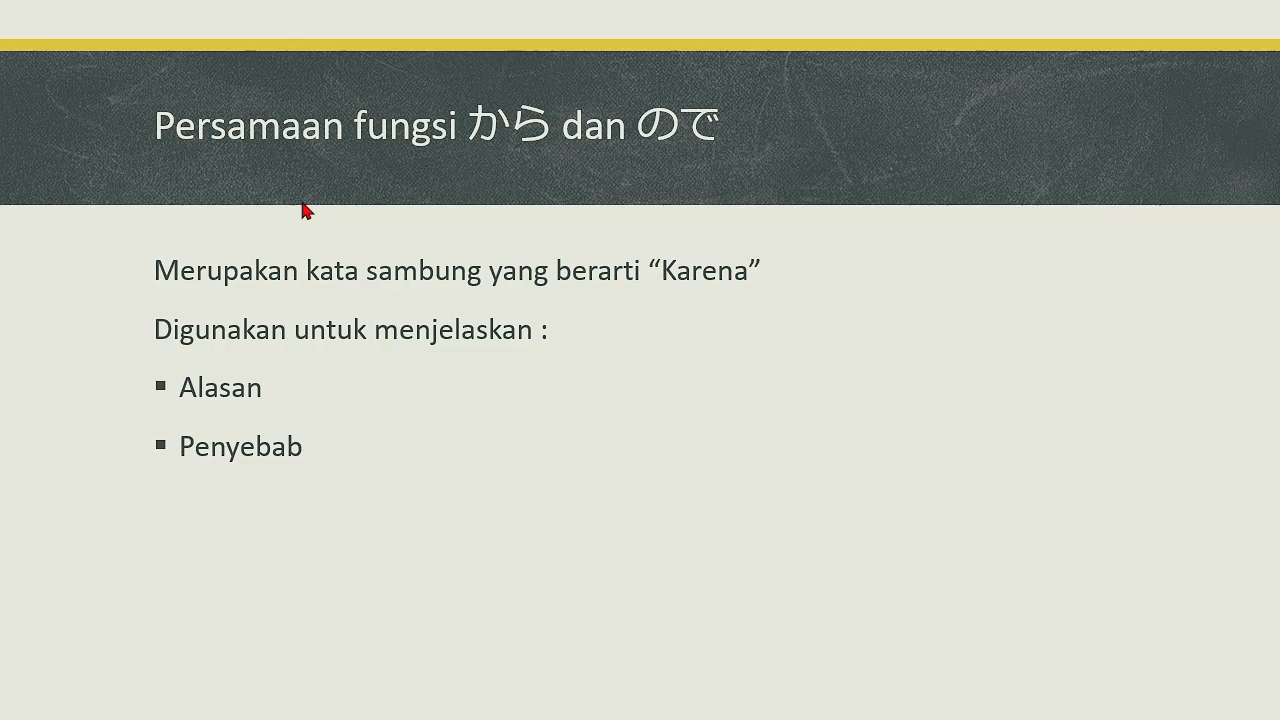 Persamaan fungsi から dan ので
Merupakan kata sambung yang berarti “Karena”
Digunakan untuk menjelaskan :
▪ Alasan
▪ Penyebab